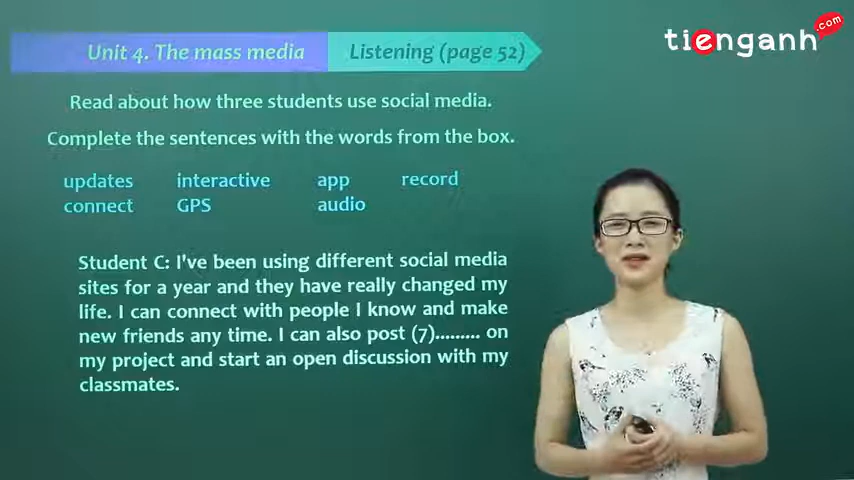 Unit 4. The mass media
Listening (page 52)
tienganh.com
Read about how three students use social media.
Complete the sentences with the words from the box.
updates interactive app record
connect GPS audio
Student C: I've been using different social media
sites for a year and they have really changed my
life. I can connect with people I know and make
new friends any time. I can also post (7)......... on
my project and start an open discussion with my
classmates.